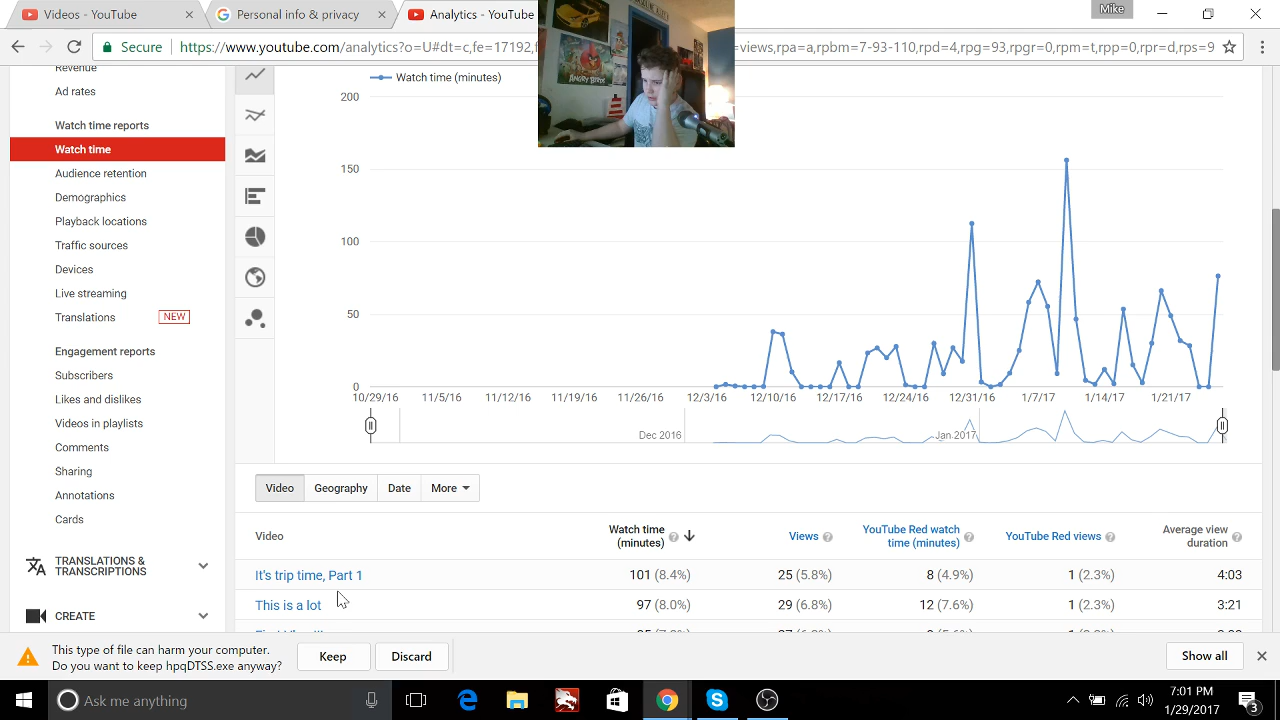 Videos - YouTube
Personal info & privacy
Analytics - YouTube
Mike
Secure
https://www.youtube.com/analytics?o=U#dt=c,fe=17192,f
=views,rpa=a,rpbm=7-93-110,rpd=4,rpg=93,rpgr=0,rpm=t,rpp=0,rpr=d,rps=9
Revenue
Ad rates
Watch time reports
Watch time
Audience retention
Demographics
Playback locations
Traffic sources
Devices
Live streaming
Translations NEW
Engagement reports
Subscribers
Likes and dislikes
Videos in playlists
Comments
Sharing
Annotations
Cards
TRANSLATIONS &
TRANSCRIPTIONS
CREATE
Watch time (minutes)
200
150
100
50
0
10/29/16 11/5/16 11/12/16 11/19/16 11/26/16 12/3/16 12/10/16 12/17/16 12/24/16 12/31/16 1/7/17 1/14/17 1/21/17
Dec 2016 Jan 2017
ANGRY BIRDS
Video Geography Date More
Video Watch time (minutes) ? Views ? YouTube Red watch time (minutes) ? YouTube Red views ? Average view duration ?
It's trip time, Part 1 101 (8.4%) 25 (5.8%) 8 (4.9%) 1 (2.3%) 4:03
This is a lot 97 (8.0%) 29 (6.8%) 12 (7.6%) 1 (2.3%) 3:21
This type of file can harm your computer.
Do you want to keep hpqDTSS.exe anyway?
Keep
Discard
Show all
Ask me anything
7:01 PM
1/29/2017
3